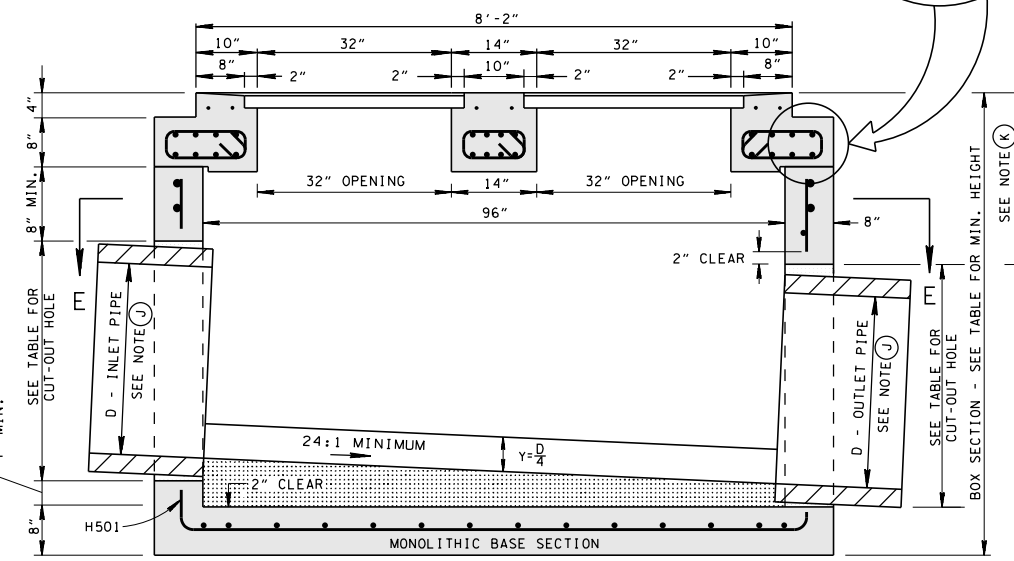 8'-2"
10" 32" 14" 32" 10"
8" 2" 2" 10" 2" 2" 8"
4"
8"
8" MIN.
32" OPENING 14" 32" OPENING
96"
8"
2" CLEAR
E E
SEE TABLE FOR
CUT-OUT HOLE
D - INLET PIPE
SEE NOTE J
D - OUTLET PIPE
SEE NOTE J
SEE TABLE FOR
CUT-OUT HOLE
BOX SECTION - SEE TABLE FOR MIN. HEIGHT
SEE NOTE K
MIN.
24:1 MINIMUM
Y=D/4
2" CLEAR
H501
8"
MONOLITHIC BASE SECTION